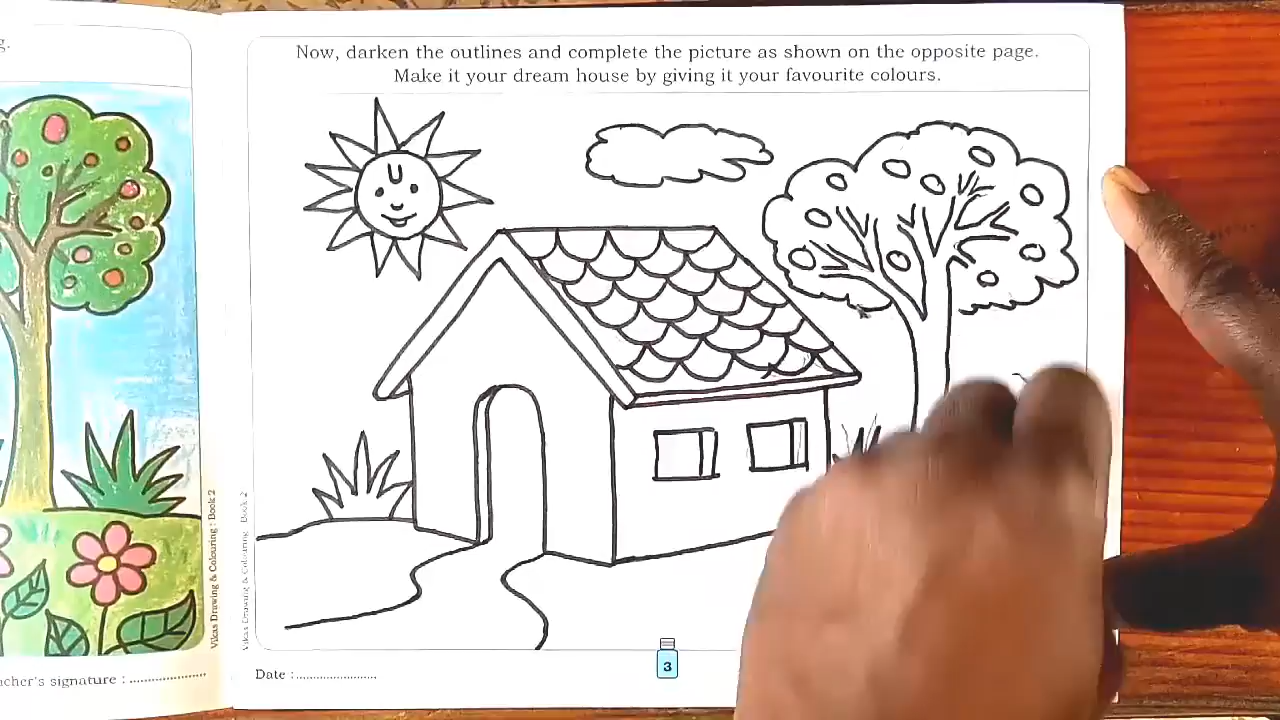 g.
Now, darken the outlines and complete the picture as shown on the opposite page.
Make it your dream house by giving it your favourite colours.
Vikas Drawing & Colouring : Book 2
Vikas Drawing & Colouring : Book 2
acher's signature : ......................
Date : ......................
3